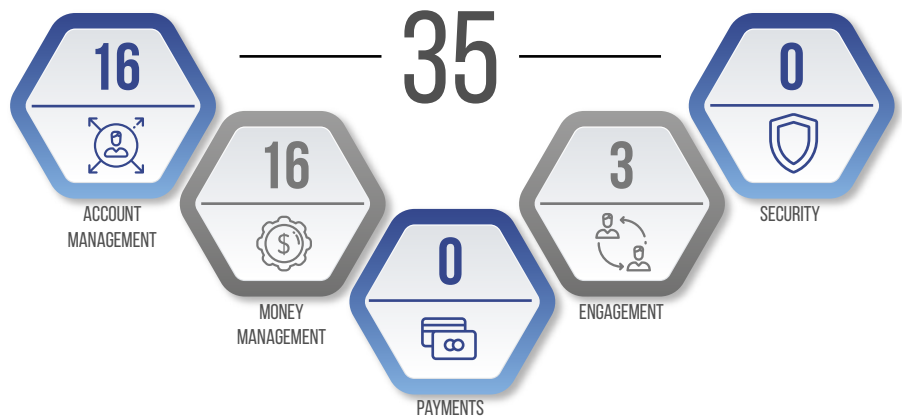 35
16
ACCOUNT
MANAGEMENT
16
$
MONEY
MANAGEMENT
0
PAYMENTS
3
ENGAGEMENT
0
SECURITY